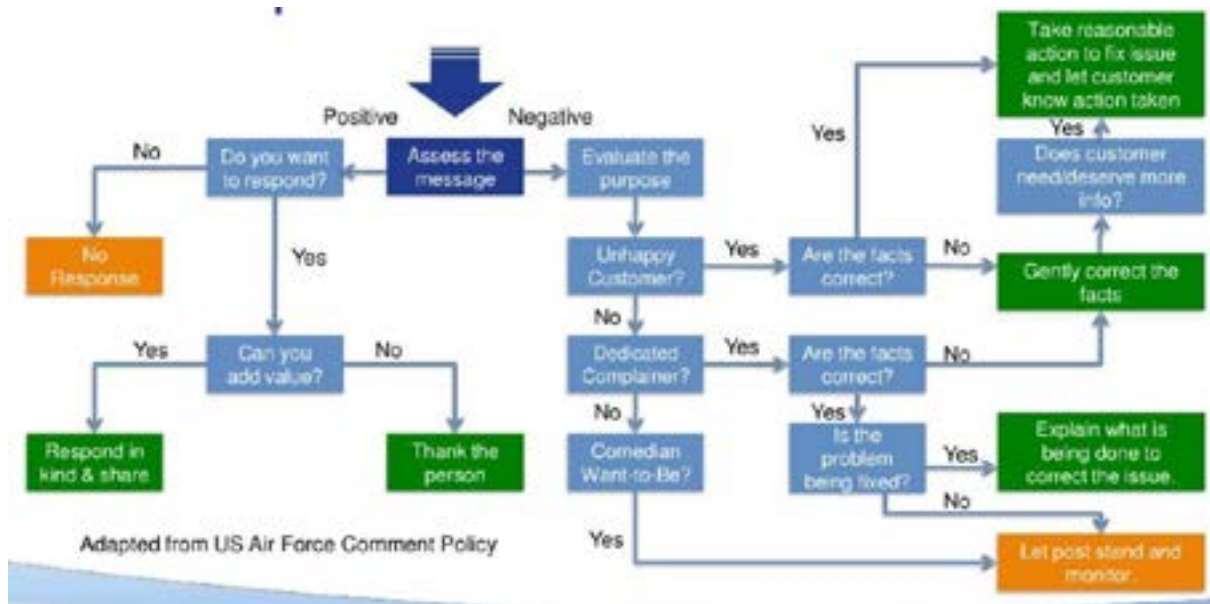 Take reasonable
action to fix issue
and let customer
know action taken
Positive
Negative
Yes
Yes
No
Do you want
to respond?
Assess the
message
Evaluate the
purpose
Does customer
need/deserve more
info?
No
Response
Yes
Unhappy
Customer?
Yes
Are the facts
correct?
No
Gently correct the
facts
No
Yes
Can you
add value?
No
Dedicated
Complainer?
Yes
Are the facts
correct?
No
No
Yes
Respond in
kind & share
Thank the
person
Comedian
Want-to-Be?
Is the
problem
being fixed?
Yes
Explain what is
being done to
correct the issue.
No
Adapted from US Air Force Comment Policy
Yes
Let post stand and
monitor.